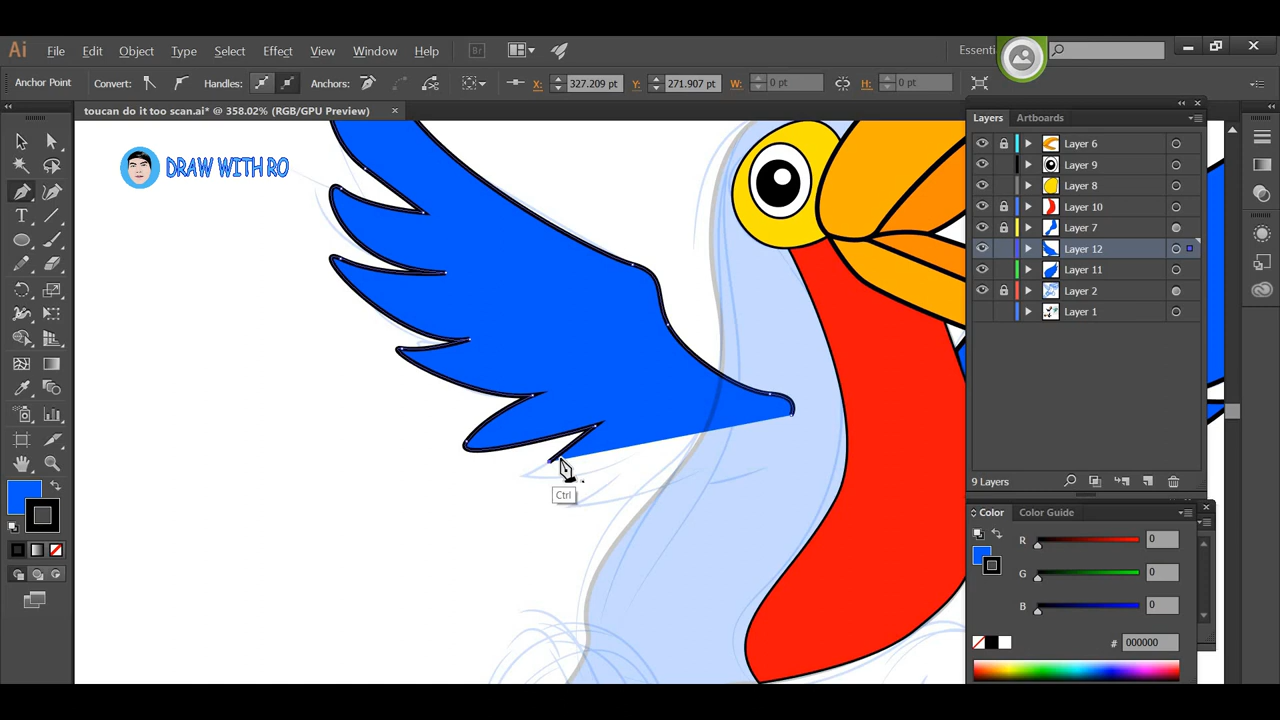 Ai File Edit Object Type Select Effect View Window Help Br Essenti
Anchor Point Convert: Handles: Anchors: X: 327.209 pt Y: 271.907 pt W: 0 pt H: 0 pt
toucan do it too scan.ai* @ 358.02% (RGB/GPU Preview)
Layers Artboards
DRAW WITH RO
Layer 6
Layer 9
Layer 8
Layer 10
Layer 7
Layer 12
Layer 11
Layer 2
Layer 1
9 Layers
Ctrl
Color Color Guide
R 0
G 0
B 0
# 000000